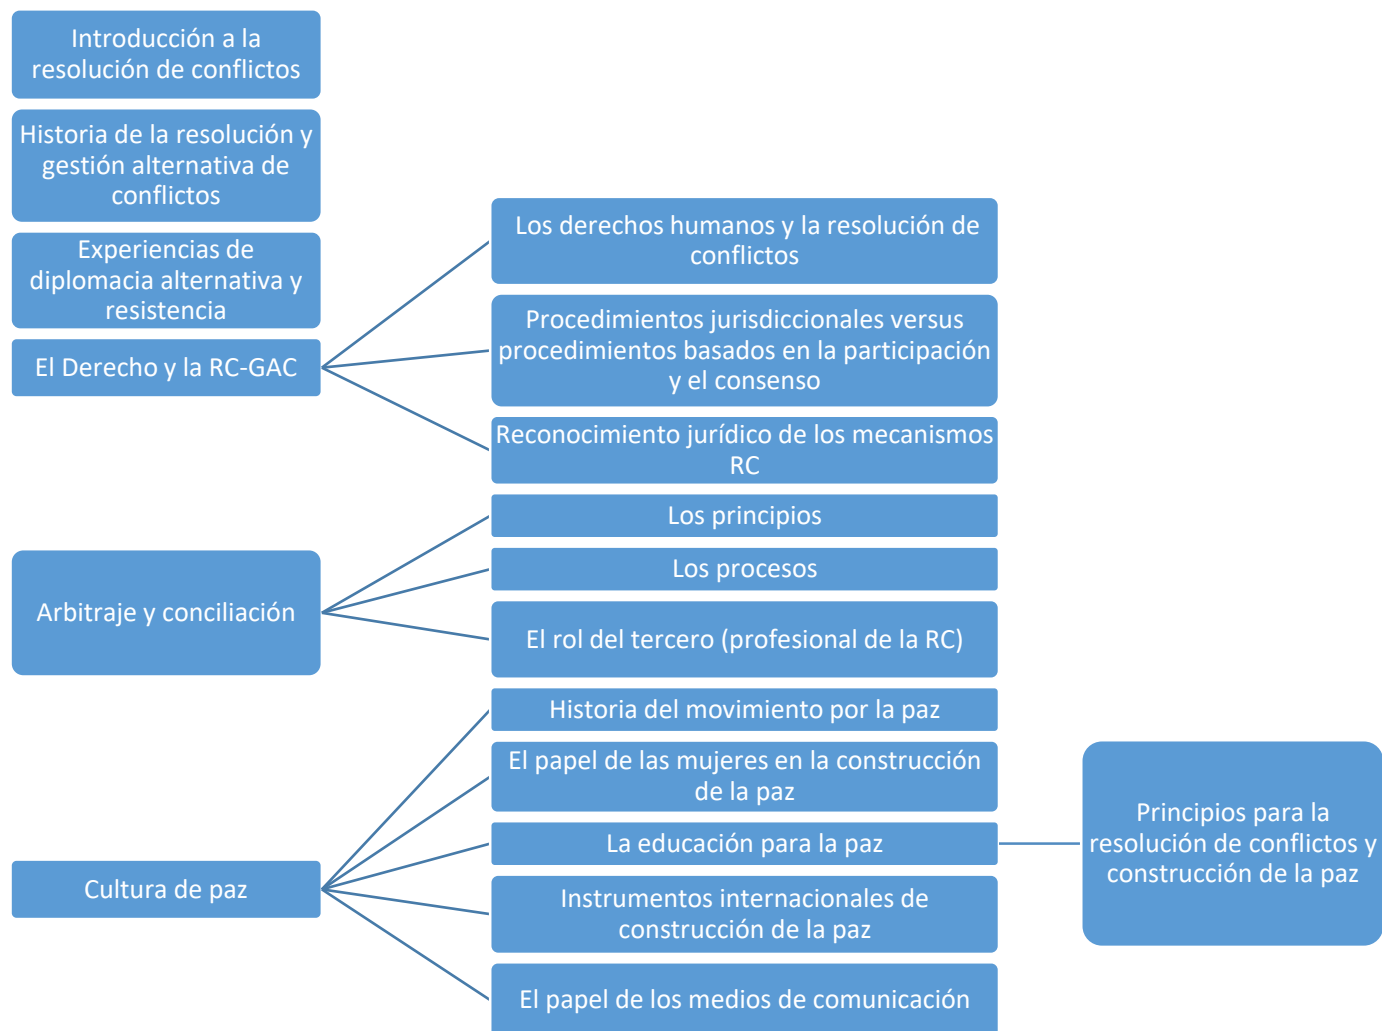 Introducción a la
resolución de conflictos
Historia de la resolución y
gestión alternativa de
conflictos
Experiencias de
diplomacia alternativa y
resistencia
El Derecho y la RC-GAC
Los derechos humanos y la resolución de
conflictos
Procedimientos jurisdiccionales versus
procedimientos basados en la participación
y el consenso
Reconocimiento jurídico de los mecanismos
RC
Arbitraje y conciliación
Los principios
Los procesos
El rol del tercero (profesional de la RC)
Cultura de paz
Historia del movimiento por la paz
El papel de las mujeres en la construcción
de la paz
La educación para la paz
Principios para la
resolución de conflictos y
construcción de la paz
Instrumentos internacionales de
construcción de la paz
El papel de los medios de comunicación